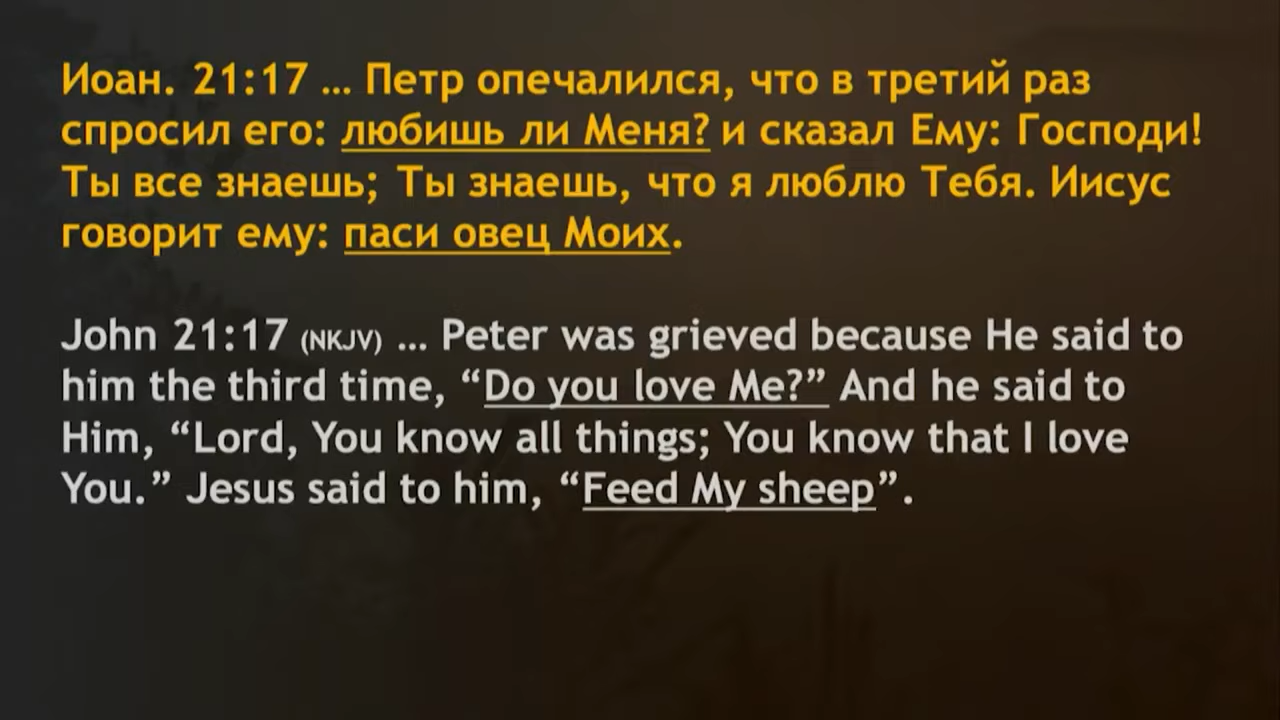 Иоан. 21:17 ... Петр опечалился, что в третий раз
спросил его: любишь ли Меня? и сказал Ему: Господи!
Ты все знаешь; Ты знаешь, что я люблю Тебя. Иисус
говорит ему: паси овец Моих.
John 21:17 (NKJV) ... Peter was grieved because He said to
him the third time, “Do you love Me?” And he said to
Him, “Lord, You know all things; You know that I love
You.” Jesus said to him, “Feed My sheep”.